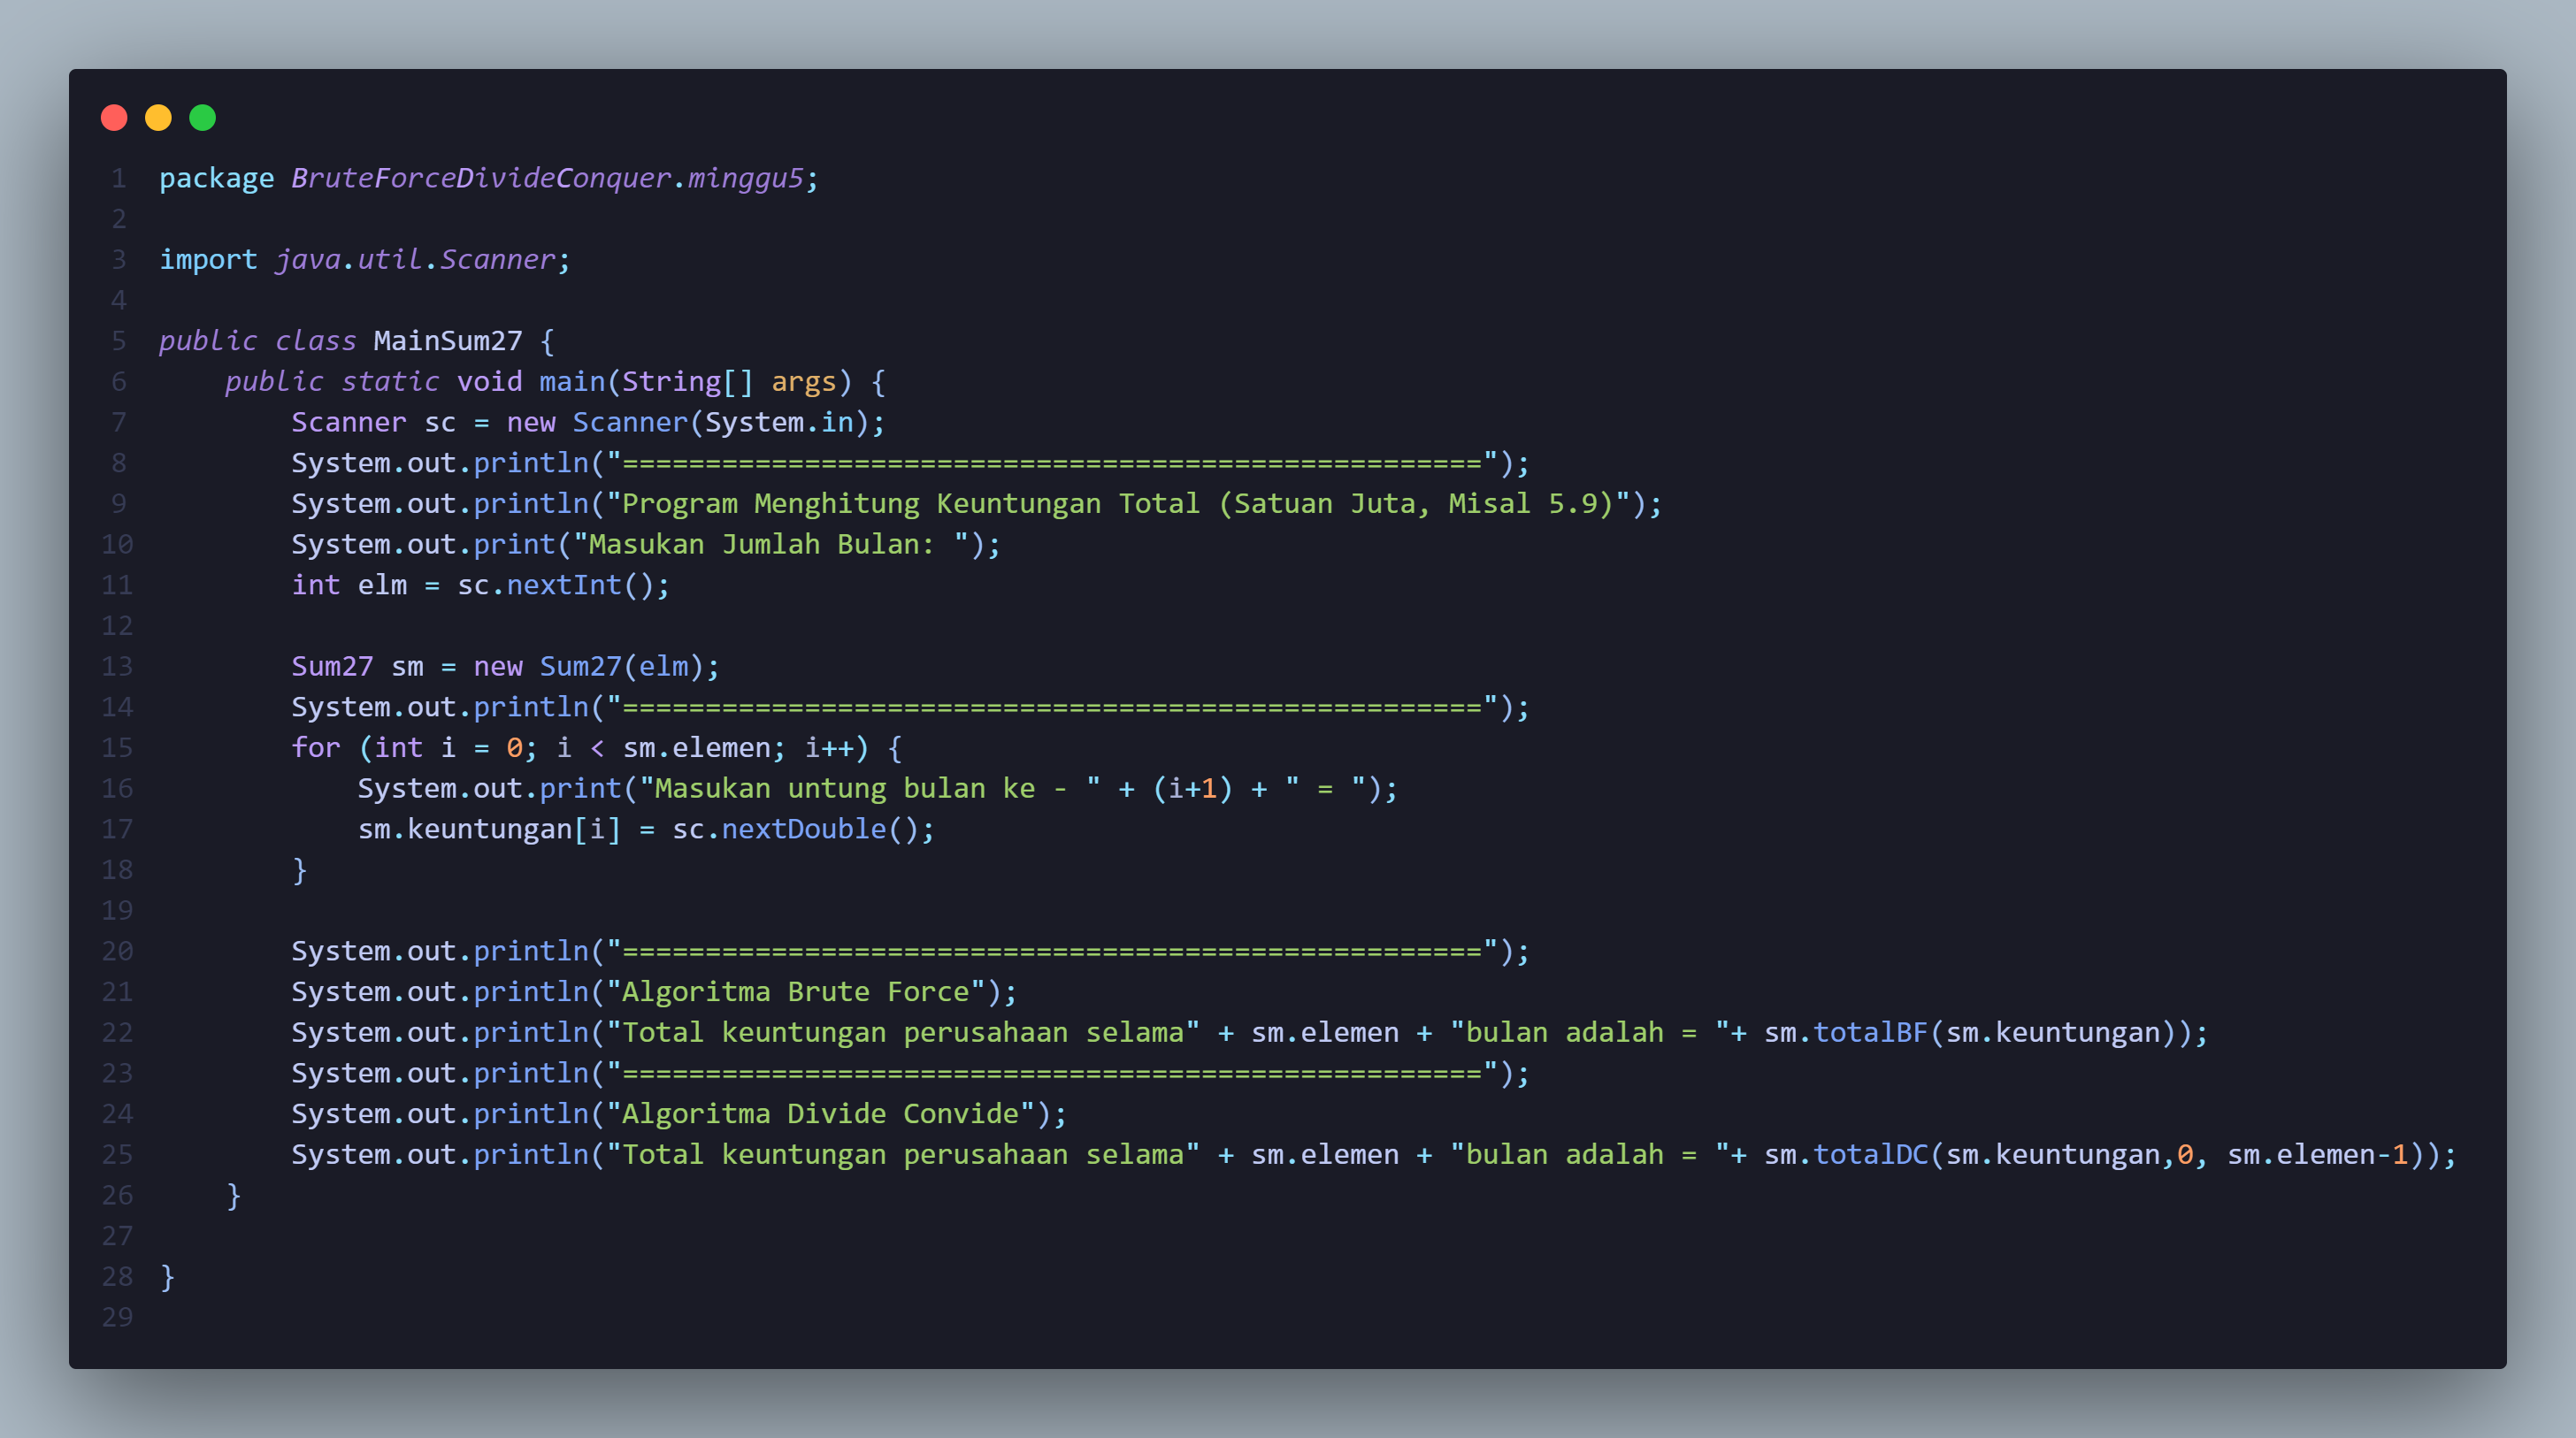 1 package BruteForceDivideConquer.minggu5;
2
3 import java.util.Scanner;
4
5 public class MainSum27 {
6     public static void main(String[] args) {
7         Scanner sc = new Scanner(System.in);
8         System.out.println("====================================================");
9         System.out.println("Program Menghitung Keuntungan Total (Satuan Juta, Misal 5.9)");
10         System.out.print("Masukan Jumlah Bulan: ");
11         int elm = sc.nextInt();
12
13         Sum27 sm = new Sum27(elm);
14         System.out.println("====================================================");
15         for (int i = 0; i < sm.elemen; i++) {
16             System.out.print("Masukan untung bulan ke - " + (i+1) + " = ");
17             sm.keuntungan[i] = sc.nextDouble();
18         }
19
20         System.out.println("====================================================");
21         System.out.println("Algoritma Brute Force");
22         System.out.println("Total keuntungan perusahaan selama" + sm.elemen + "bulan adalah = "+ sm.totalBF(sm.keuntungan));
23         System.out.println("====================================================");
24         System.out.println("Algoritma Divide Convide");
25         System.out.println("Total keuntungan perusahaan selama" + sm.elemen + "bulan adalah = "+ sm.totalDC(sm.keuntungan,0, sm.elemen-1));
26     }
27
28 }
29